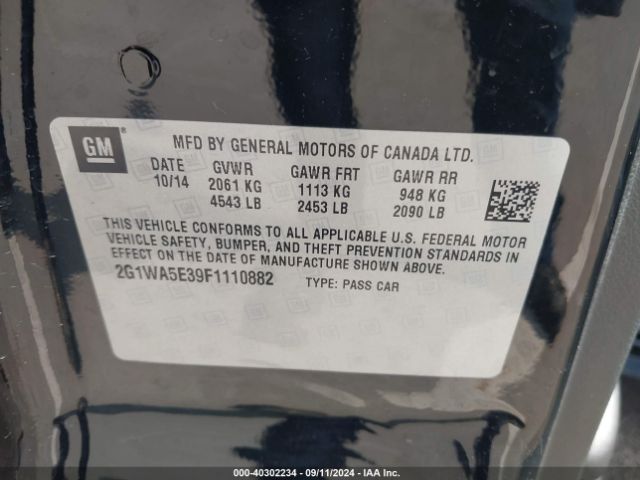 GM
MFD BY GENERAL MOTORS OF CANADA LTD.
DATE GVWR GAWR FRT GAWR RR
10/14 2061 KG 1113 KG 948 KG
4543 LB 2453 LB 2090 LB
THIS VEHICLE CONFORMS TO ALL APPLICABLE U.S. FEDERAL MOTOR
VEHICLE SAFETY, BUMPER, AND THEFT PREVENTION STANDARDS IN
EFFECT ON THE DATE OF MANUFACTURE SHOWN ABOVE.
2G1WA5E39F1110882 TYPE: PASS CAR
000-40302234 - 09/11/2024 - IAA Inc.